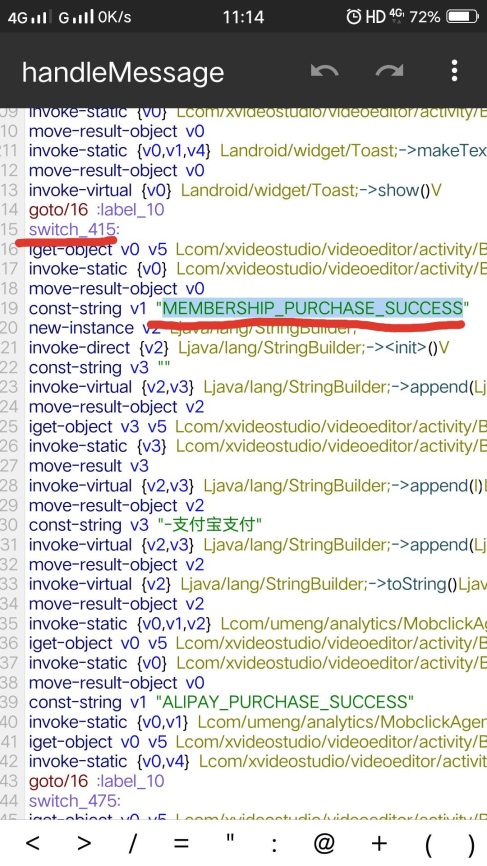 4G G 0K/s 11:14 HD 4G 72%
handleMessage
09 invoke-static {v0} Lcom/xvideostudio/videoeditor/activity/B
10 move-result-object v0
11 invoke-static {v0,v1,v4} Landroid/widget/Toast;->makeTex
12 move-result-object v0
13 invoke-virtual {v0} Landroid/widget/Toast;->show()V
14 goto/16 :label_10
15 switch_415:
16 iget-object v0 v5 Lcom/xvideostudio/videoeditor/activity/B
17 invoke-static {v0} Lcom/xvideostudio/videoeditor/activity/B
18 move-result-object v0
19 const-string v1 "MEMBERSHIP_PURCHASE_SUCCESS"
20 new-instance v2 Ljava/lang/StringBuilder;
21 invoke-direct {v2} Ljava/lang/StringBuilder;-><init>()V
22 const-string v3 ""
23 invoke-virtual {v2,v3} Ljava/lang/StringBuilder;->append(Lj
24 move-result-object v2
25 iget-object v3 v5 Lcom/xvideostudio/videoeditor/activity/B
26 invoke-static {v3} Lcom/xvideostudio/videoeditor/activity/B
27 move-result v3
28 invoke-virtual {v2,v3} Ljava/lang/StringBuilder;->append(I)L
29 move-result-object v2
30 const-string v3 "-支付宝支付"
31 invoke-virtual {v2,v3} Ljava/lang/StringBuilder;->append(Lj
32 move-result-object v2
33 invoke-virtual {v2} Ljava/lang/StringBuilder;->toString()Ljav
34 move-result-object v2
35 invoke-static {v0,v1,v2} Lcom/umeng/analytics/MobclickAg
36 iget-object v0 v5 Lcom/xvideostudio/videoeditor/activity/B
37 invoke-static {v0} Lcom/xvideostudio/videoeditor/activity/B
38 move-result-object v0
39 const-string v1 "ALIPAY_PURCHASE_SUCCESS"
40 invoke-static {v0,v1} Lcom/umeng/analytics/MobclickAgen
41 iget-object v0 v5 Lcom/xvideostudio/videoeditor/activity/B
42 invoke-static {v0,v4} Lcom/xvideostudio/videoeditor/activit
43 goto/16 :label_10
44 switch_475:
45 iget-object v0 v5 Lcom/xvideostudio/videoeditor/activity/B
< > / = " : @ + ( )